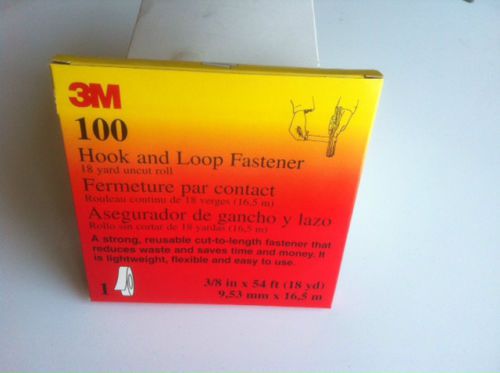 3M
100
Hook and Loop Fastener
18 yard uncut roll
Fermeture par contact
Rouleau continu de 18 verges (16,5 m)
Asegurador de gancho y lazo
Rollo sin cortar de 18 yardas (16,5 m)
A strong, reusable cut-to-length fastener that
reduces waste and saves time and money. It
is lightweight, flexible and easy to use.
1
3/8 in x 54 ft (18 yd)
9,53 mm x 16,5 m